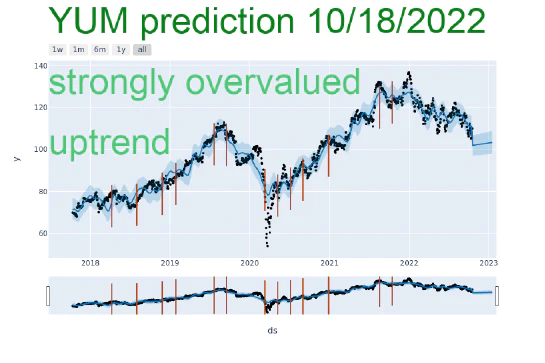 YUM prediction 10/18/2022
1w 1m 6m 1y all
140
strongly overvalued
120
uptrend
100
y
80
60
2018 2019 2020 2021 2022 2023
ds